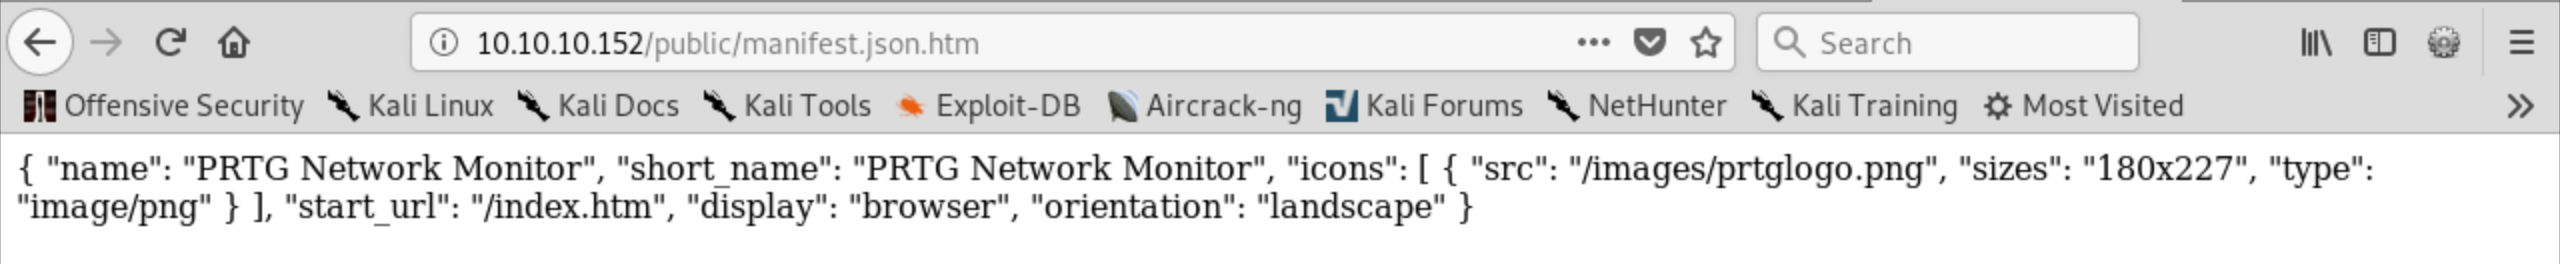 10.10.10.152/public/manifest.json.htm
Search
Offensive Security Kali Linux Kali Docs Kali Tools Exploit-DB Aircrack-ng Kali Forums NetHunter Kali Training Most Visited
{ "name": "PRTG Network Monitor", "short_name": "PRTG Network Monitor", "icons": [ { "src": "/images/prtglogo.png", "sizes": "180x227", "type":
"image/png" } ], "start_url": "/index.htm", "display": "browser", "orientation": "landscape" }